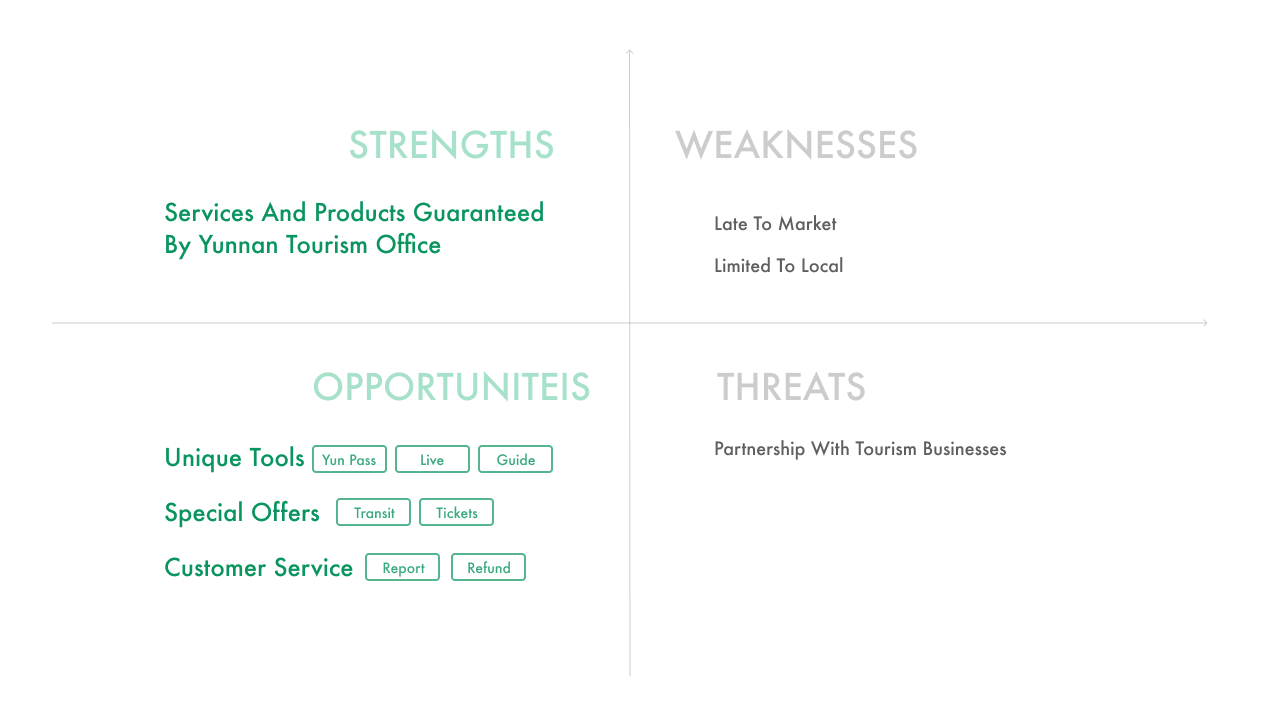 STRENGTHS
Services And Products Guaranteed
By Yunnan Tourism Office
WEAKNESSES
Late To Market
Limited To Local
OPPORTUNITEIS
Unique Tools Yun Pass Live Guide
Special Offers Transit Tickets
Customer Service Report Refund
THREATS
Partnership With Tourism Businesses